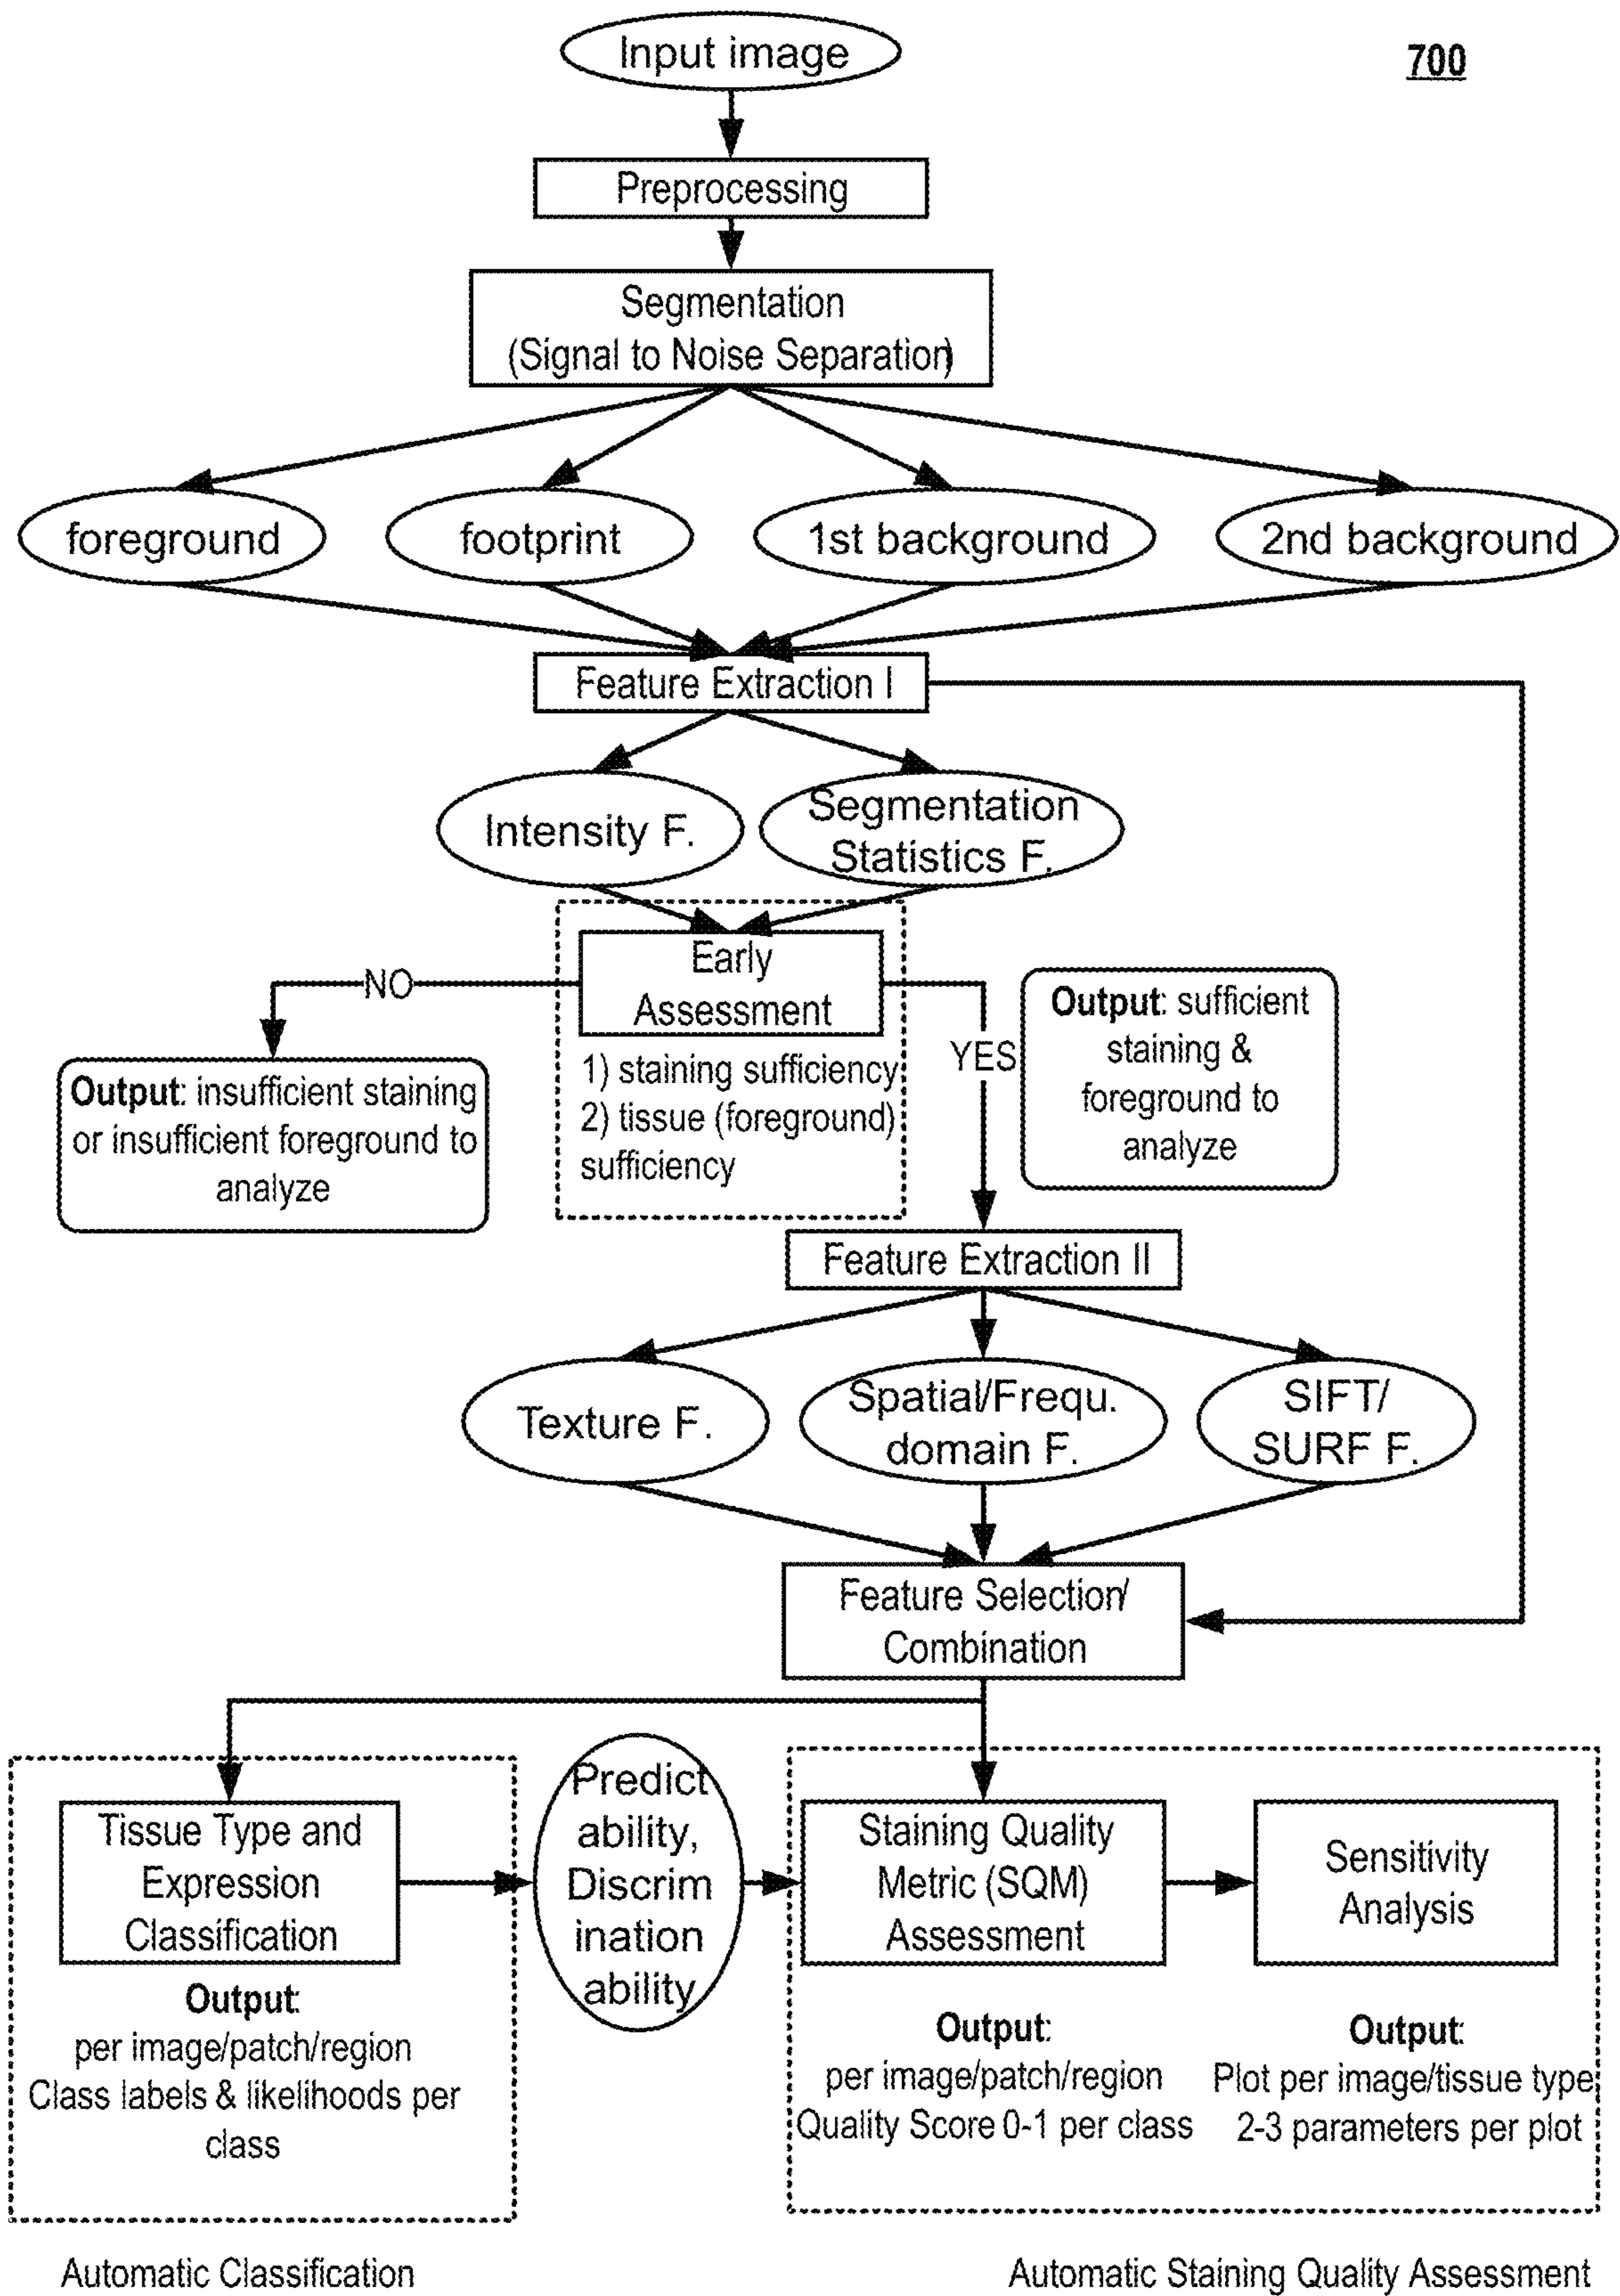 700
Input image
Preprocessing
Segmentation
(Signal to Noise Separation)
foreground
footprint
1st background
2nd background
Feature Extraction I
Intensity F.
Segmentation
Statistics F.
Early
Assessment
1) staining sufficiency
2) tissue (foreground)
sufficiency
NO
Output: insufficient staining
or insufficient foreground to
analyze
YES
Output: sufficient
staining &
foreground to
analyze
Feature Extraction II
Texture F.
Spatial/Frequ.
domain F.
SIFT/
SURF F.
Feature Selection/
Combination
Tissue Type and
Expression
Classification
Output:
per image/patch/region
Class labels & likelihoods per
class
Predict
ability,
Discrim
ination
ability
Staining Quality
Metric (SQM)
Assessment
Output:
per image/patch/region
Quality Score 0-1 per class
Sensitivity
Analysis
Output:
Plot per image/tissue type
2-3 parameters per plot
Automatic Classification
Automatic Staining Quality Assessment